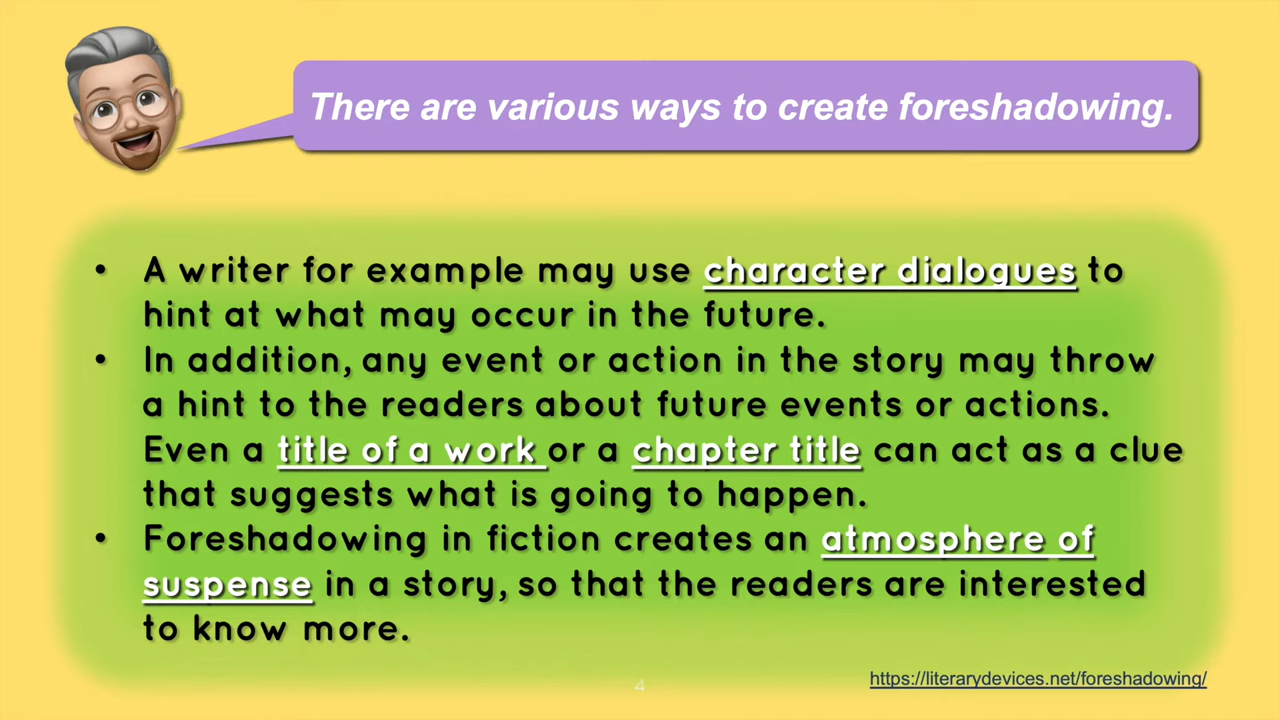 There are various ways to create foreshadowing.
• A writer for example may use character dialogues to
hint at what may occur in the future.
• In addition, any event or action in the story may throw
a hint to the readers about future events or actions.
Even a title of a work or a chapter title can act as a clue
that suggests what is going to happen.
• Foreshadowing in fiction creates an atmosphere of
suspense in a story, so that the readers are interested
to know more.
https://literarydevices.net/foreshadowing/
4